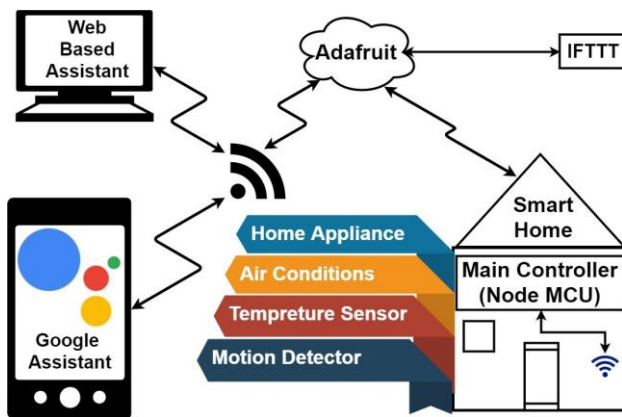 Web
Based
Assistant
Adafruit
IFTTT
Smart
Home
Home Appliance
Air Conditions
Tempreture Sensor
Motion Detector
Main Controller
(Node MCU)
Google
Assistant